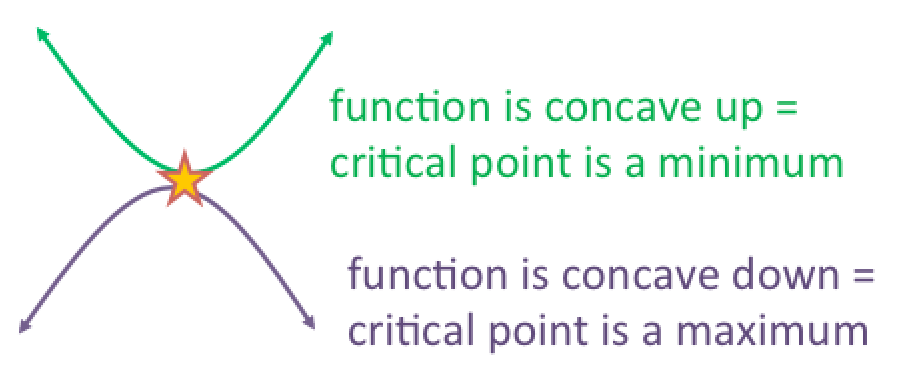 function is concave up =
critical point is a minimum
function is concave down =
critical point is a maximum